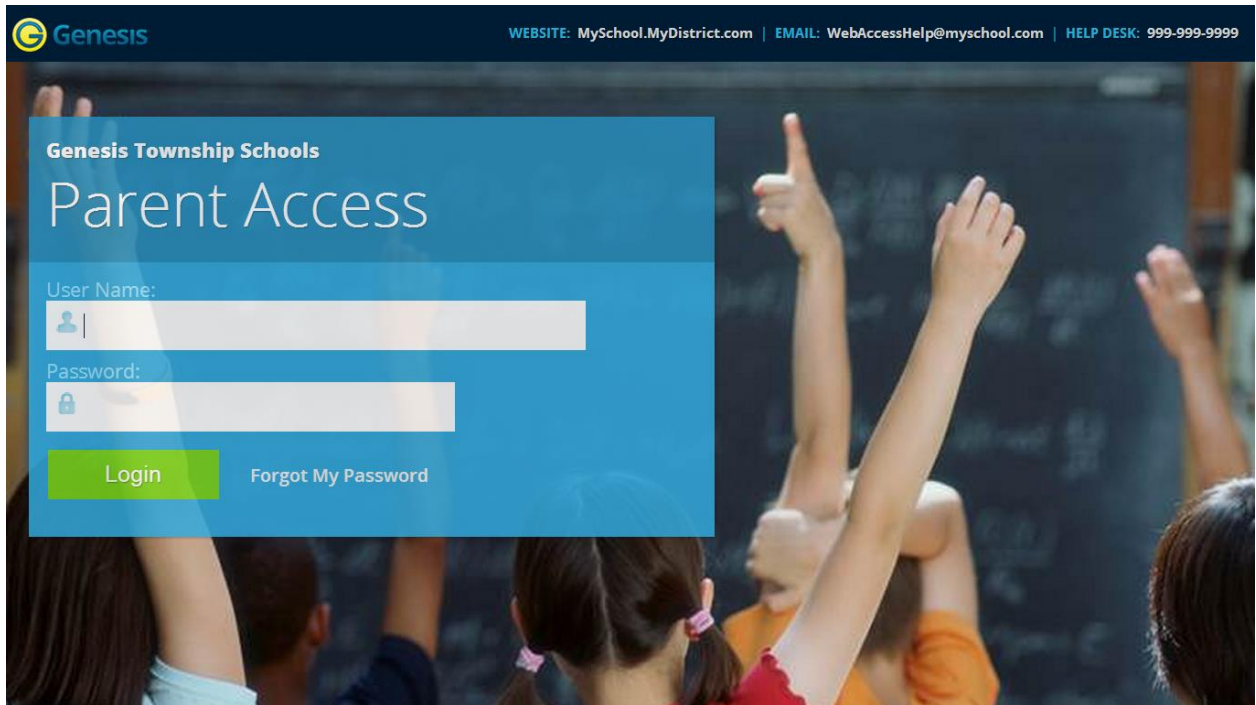 Genesis
WEBSITE: MySchool.MyDistrict.com | EMAIL: WebAccessHelp@myschool.com | HELP DESK: 999-999-9999
Genesis Township Schools
Parent Access
User Name:
Password:
Login Forgot My Password